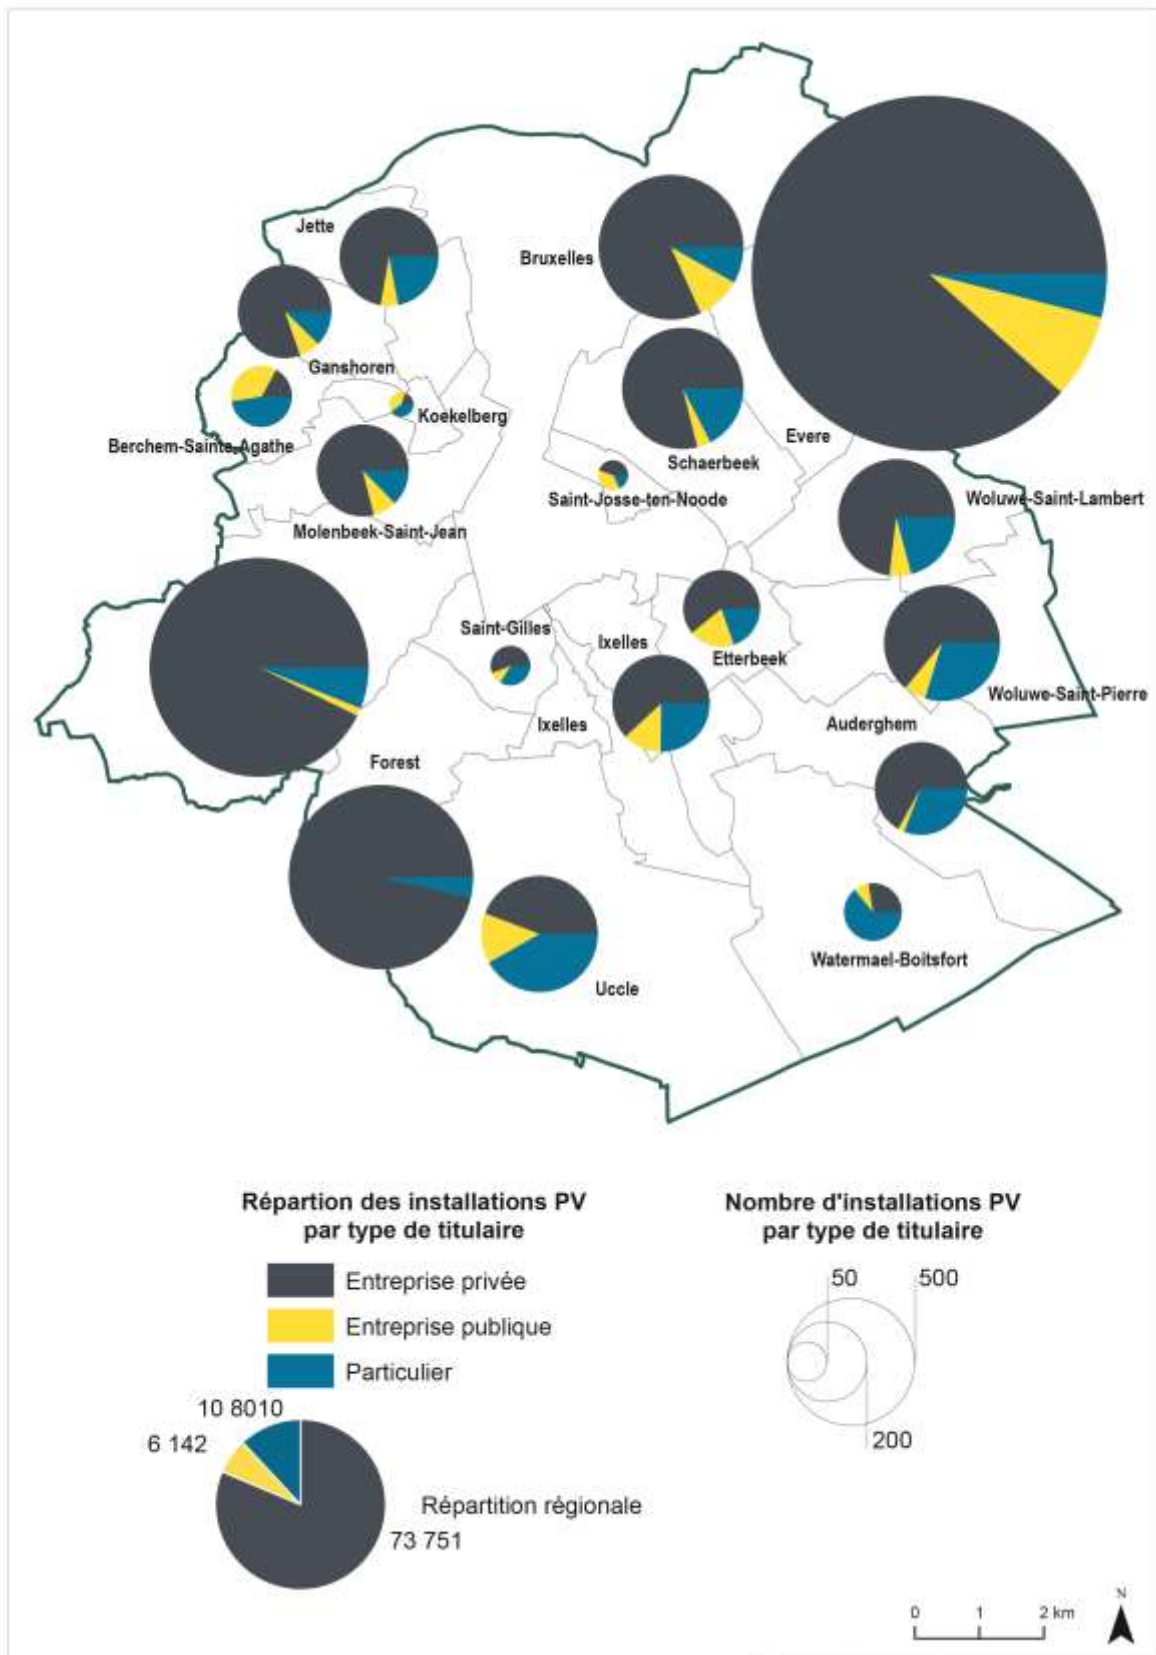 Jette
Bruxelles
Ganshoren
Koekelberg
Berchem-Sainte-Agathe
Evere
Schaerbeek
Saint-Josse-ten-Noode
Woluwe-Saint-Lambert
Molenbeek-Saint-Jean
Saint-Gilles
Ixelles
Etterbeek
Woluwe-Saint-Pierre
Ixelles
Auderghem
Forest
Watermael-Boitsfort
Uccle
Répartion des installations PV
par type de titulaire
Entreprise privée
Entreprise publique
Particulier
10 8010
6 142
Répartition régionale
73 751
Nombre d'installations PV
par type de titulaire
50
500
200
0 1 2 km
N